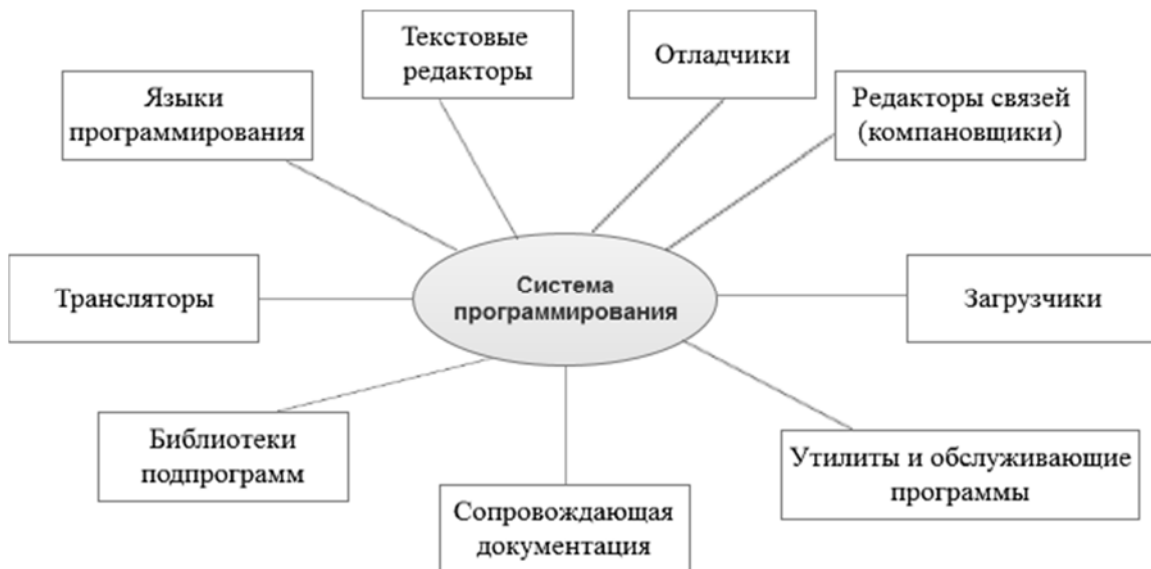 Текстовые
редакторы
Отладчики
Языки
программирования
Редакторы связей
(компановщики)
Система
программирования
Трансляторы
Загрузчики
Библиотеки
подпрограмм
Утилиты и обслуживающие
программы
Сопровождающая
документация